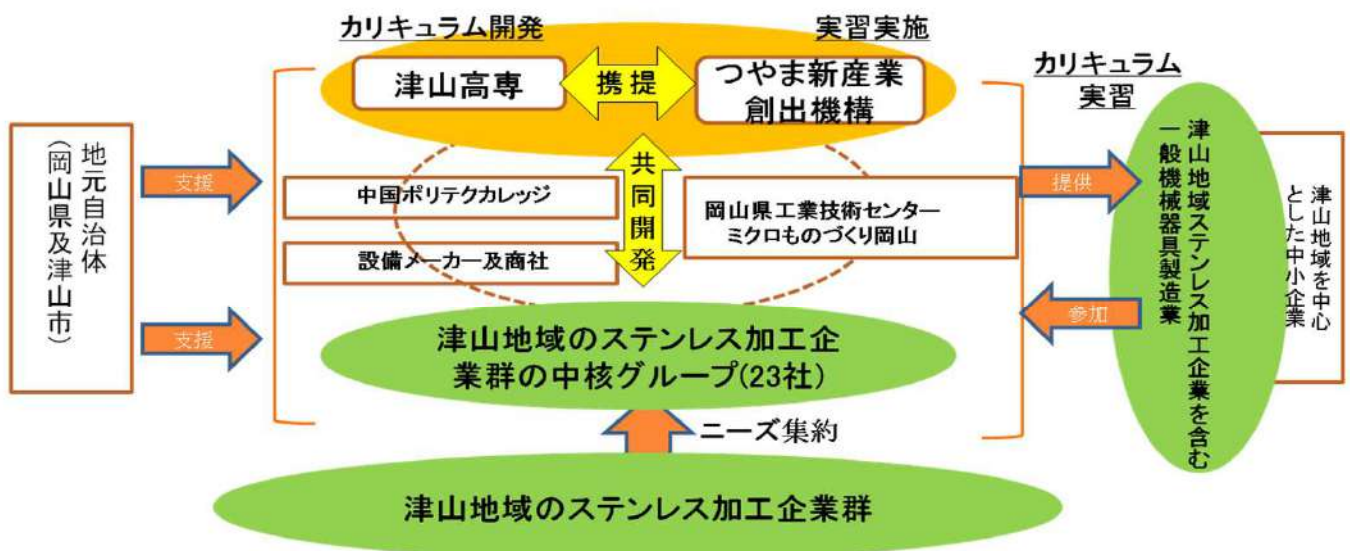 カリキュラム開発
実習実施
津山高専
携提
つやま新産業
創出機構
カリキュラム
実習
地元自治体
（岡山県及津山市）
支援
支援
中国ポリテクカレッジ
設備メーカー及商社
共同開発
岡山県工業技術センター
ミクロものづくり岡山
提供
参加
津山地域ステンレス加工企業を含む
一般機械器具製造業
津山地域を中心
とした中小企業
津山地域のステンレス加工企
業群の中核グループ(23社)
ニーズ集約
津山地域のステンレス加工企業群